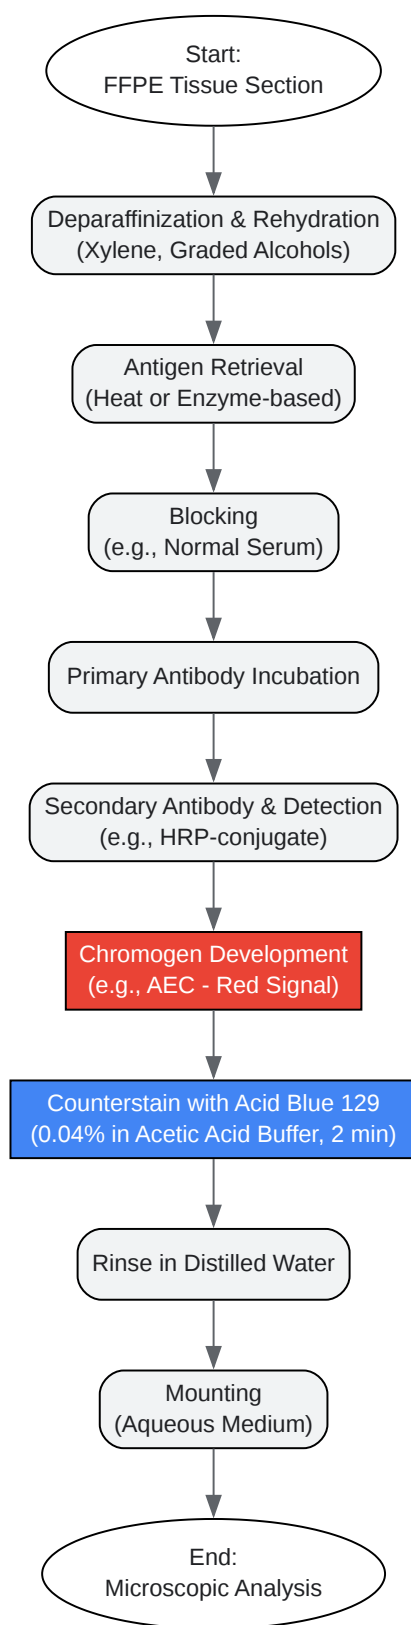 Start:
FFPE Tissue Section
Deparaffinization & Rehydration
(Xylene, Graded Alcohols)
Antigen Retrieval
(Heat or Enzyme-based)
Blocking
(e.g., Normal Serum)
Primary Antibody Incubation
Secondary Antibody & Detection
(e.g., HRP-conjugate)
Chromogen Development
(e.g., AEC - Red Signal)
Counterstain with Acid Blue 129
(0.04% in Acetic Acid Buffer, 2 min)
Rinse in Distilled Water
Mounting
(Aqueous Medium)
End:
Microscopic Analysis